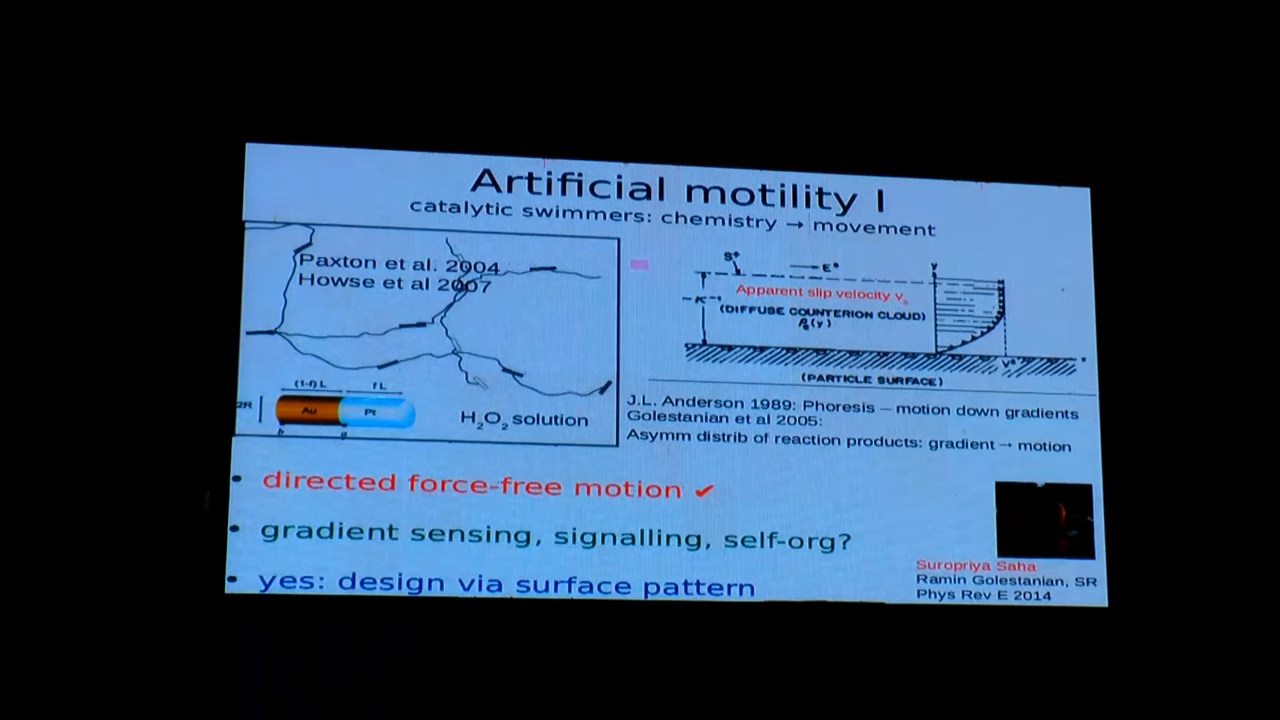 Artificial motility I
catalytic swimmers: chemistry → movement
Paxton et al. 2004
Howse et al 2007
(1-f)L
fL
2R
Au
Pt
H₂O₂ solution
S⁺
y
Apparent slip velocity vₛ
(DIFFUSE COUNTERION CLOUD)
(PARTICLE SURFACE)
J.L. Anderson 1989: Phoresis – motion down gradients
Golestanian et al 2005:
Asymm distrib of reaction products: gradient → motion
• directed force-free motion ✔
• gradient sensing, signalling, self-org?
• yes: design via surface pattern
Suropriya Saha
Ramin Golestanian, SR
Phys Rev E 2014